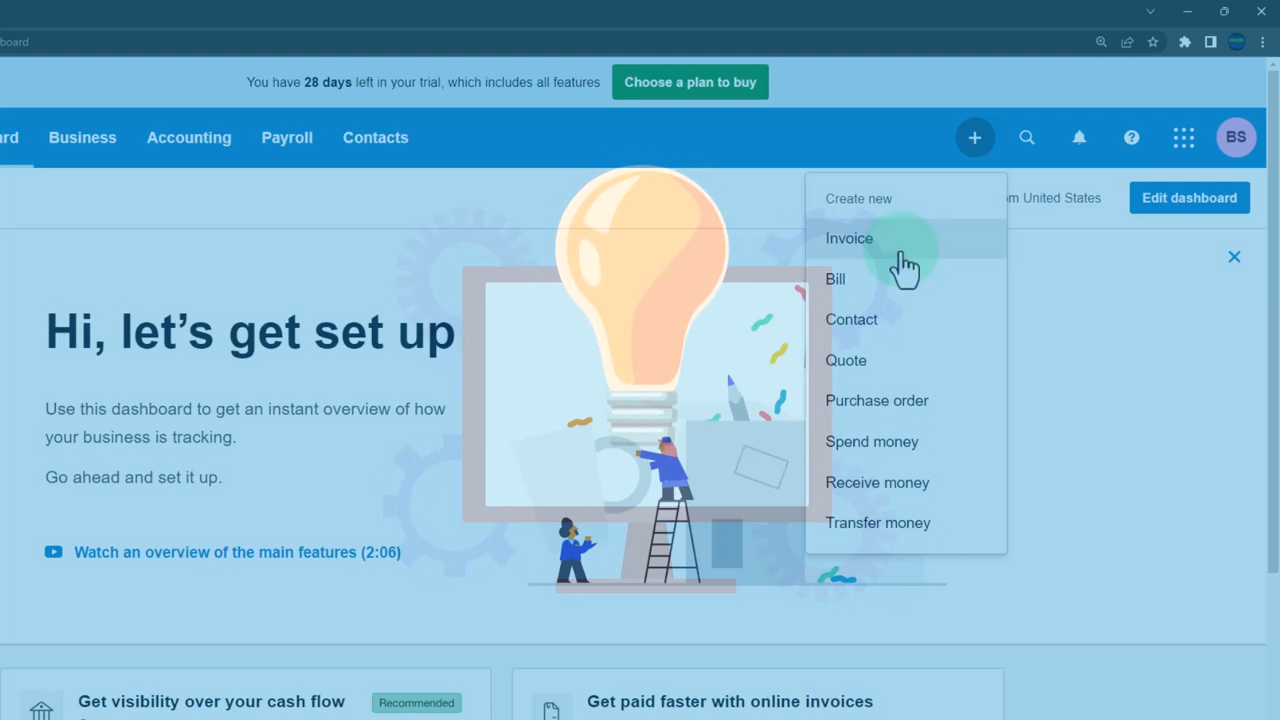 board
You have 28 days left in your trial, which includes all features
Choose a plan to buy
rd
Business
Accounting
Payroll
Contacts
BS
Create new
Invoice
Bill
Contact
Quote
Purchase order
Spend money
Receive money
Transfer money
om United States
Edit dashboard
Hi, let’s get set up
Use this dashboard to get an instant overview of how
your business is tracking.
Go ahead and set it up.
Watch an overview of the main features (2:06)
Get visibility over your cash flow
Recommended
Get paid faster with online invoices